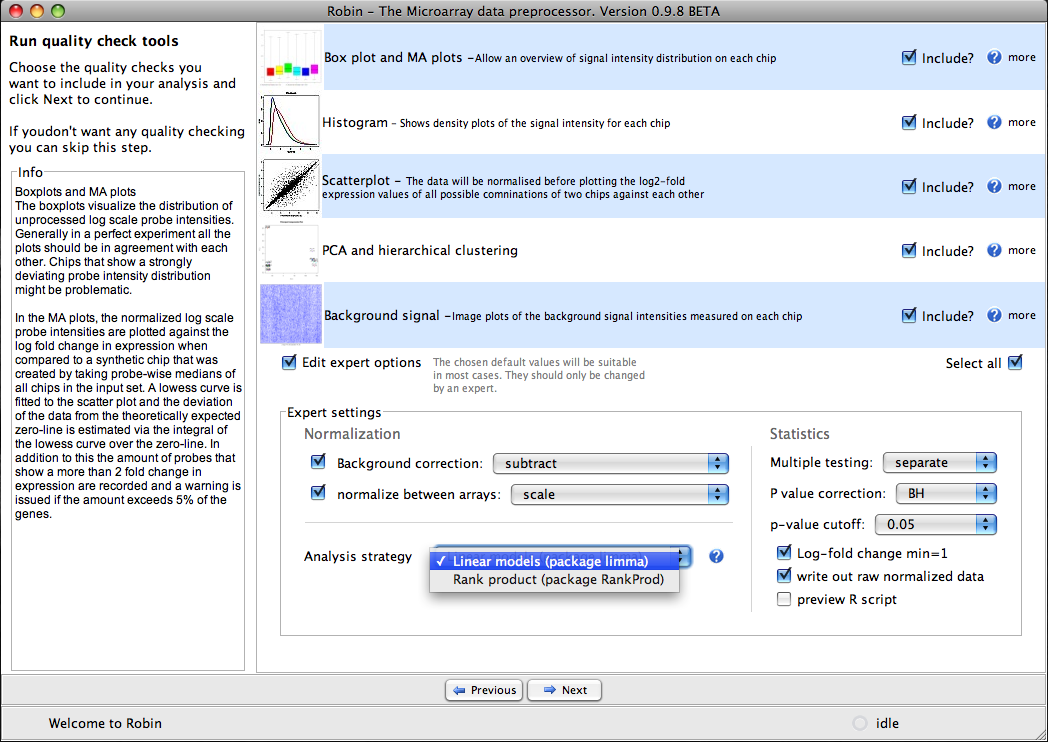 Robin – The Microarray data preprocessor. Version 0.9.8 BETA
Run quality check tools
Choose the quality checks you
want to include in your analysis and
click Next to continue.
If youdon't want any quality checking
you can skip this step.
Info
Boxplots and MA plots
The boxplots visualize the distribution of
unprocessed log scale probe intensities.
Generally in a perfect experiment all the
plots should be in agreement with each
other. Chips that show a strongly
deviating probe intensity distribution
might be problematic.
In the MA plots, the normalized log scale
probe intensities are plotted against the
log fold change in expression when
compared to a synthetic chip that was
created by taking probe-wise medians of
all chips in the input set. A lowess curve is
fitted to the scatter plot and the deviation
of the data from the theoretically expected
zero-line is estimated via the integral of
the lowess curve over the zero-line. In
addition to this the amount of probes that
show a more than 2 fold change in
expression are recorded and a warning is
issued if the amount exceeds 5% of the
genes.
Box plot and MA plots –Allow an overview of signal intensity distribution on each chip
Include? ? more
Histogram – Shows density plots of the signal intensity for each chip
Include? ? more
Scatterplot – The data will be normalised before plotting the log2-fold
expression values of all possible comninations of two chips against each other
Include? ? more
PCA and hierarchical clustering
Include? ? more
Background signal –Image plots of the background signal intensities measured on each chip
Include? ? more
Edit expert options
The chosen default values will be suitable
in most cases. They should only be changed
by an expert.
Select all
Expert settings
Normalization
Background correction: subtract
normalize between arrays: scale
Analysis strategy
✓ Linear models (package limma)
Rank product (package RankProd)
?
Statistics
Multiple testing: separate
P value correction: BH
p-value cutoff: 0.05
Log-fold change min=1
write out raw normalized data
preview R script
Previous
Next
Welcome to Robin
idle